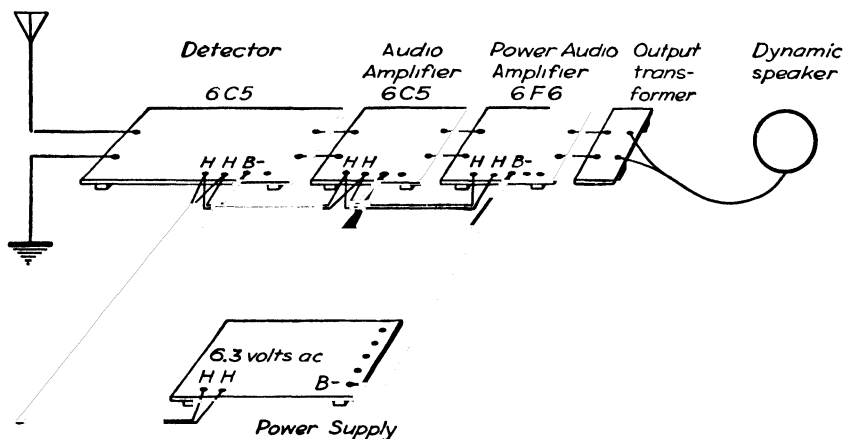 Detector
6C5
Audio
Amplifier
6C5
Power Audio
Amplifier
6F6
Output
trans-
former
Dynamic
speaker
H H B-
H H
H H B-
6.3 volts ac
H H
B-
Power Supply